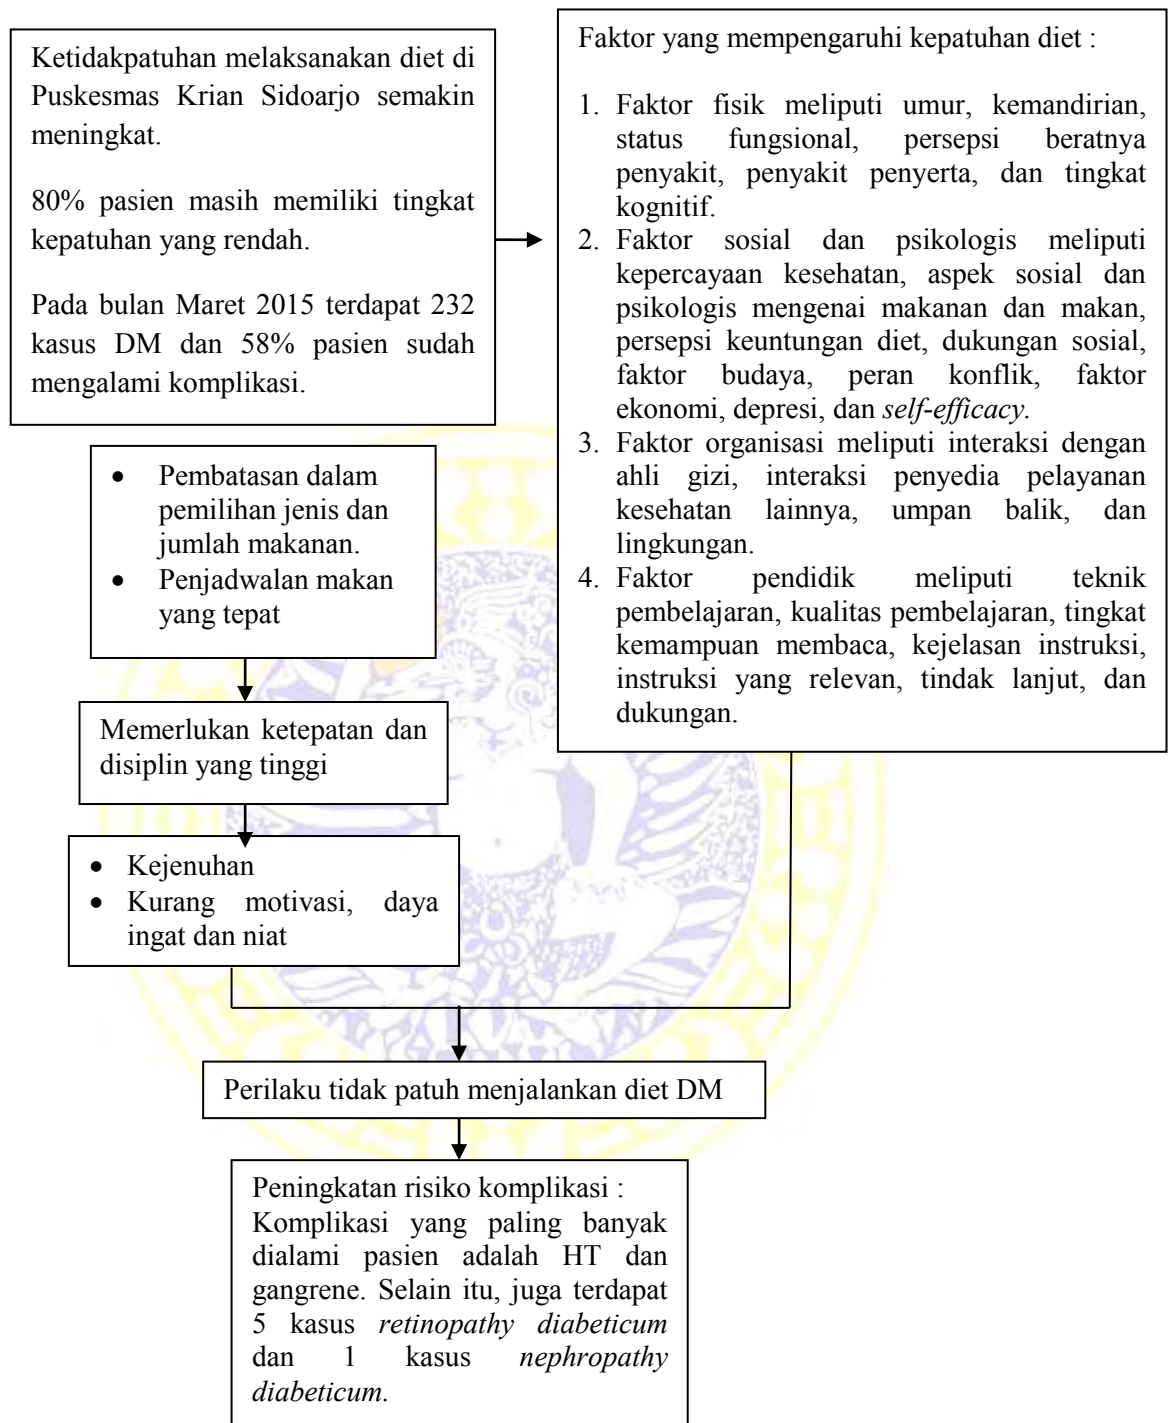 Ketidakpatuhan melaksanakan diet di
Puskesmas Krian Sidoarjo semakin
meningkat.
80% pasien masih memiliki tingkat
kepatuhan yang rendah.
Pada bulan Maret 2015 terdapat 232
kasus DM dan 58% pasien sudah
mengalami komplikasi.
Faktor yang mempengaruhi kepatuhan diet :
1. Faktor fisik meliputi umur, kemandirian,
status fungsional, persepsi beratnya
penyakit, penyakit penyerta, dan tingkat
kognitif.
2. Faktor sosial dan psikologis meliputi
kepercayaan kesehatan, aspek sosial dan
psikologis mengenai makanan dan makan,
persepsi keuntungan diet, dukungan sosial,
faktor budaya, peran konflik, faktor
ekonomi, depresi, dan self-efficacy.
3. Faktor organisasi meliputi interaksi dengan
ahli gizi, interaksi penyedia pelayanan
kesehatan lainnya, umpan balik, dan
lingkungan.
4. Faktor pendidik meliputi teknik
pembelajaran, kualitas pembelajaran, tingkat
kemampuan membaca, kejelasan instruksi,
instruksi yang relevan, tindak lanjut, dan
dukungan.
• Pembatasan dalam
pemilihan jenis dan
jumlah makanan.
• Penjadwalan makan
yang tepat
Memerlukan ketepatan dan
disiplin yang tinggi
• Kejenuhan
• Kurang motivasi, daya
ingat dan niat
Perilaku tidak patuh menjalankan diet DM
Peningkatan risiko komplikasi :
Komplikasi yang paling banyak
dialami pasien adalah HT dan
gangrene. Selain itu, juga terdapat
5 kasus retinopathy diabeticum
dan 1 kasus nephropathy
diabeticum.